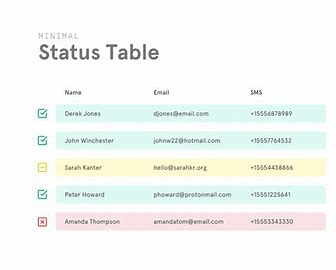 MINIMAL
Status Table
Name Email SMS
Derek Jones djones@email.com +15556878989
John Winchester johnw22@hotmail.com +15557764532
Sarah Kanter hello@sarahkr.org +15554438866
Peter Howard phoward@protonmail.com +15551225641
Amanda Thompson amandatom@email.com +15553343330